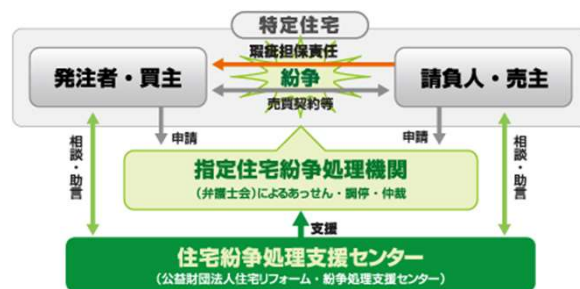 特定住宅
瑕疵担保責任
発注者・買主
紛争
請負人・売主
売買契約等
申請
申請
相談・助言
相談・助言
指定住宅紛争処理機関
(弁護士会)によるあっせん・調停・仲裁
支援
住宅紛争処理支援センター
(公益財団法人住宅リフォーム・紛争処理支援センター)